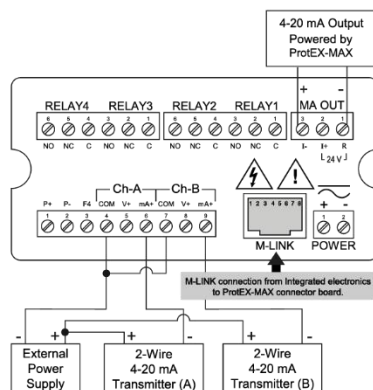 4-20 mA Output
Powered by
ProtEX-MAX
+ -
RELAY4 RELAY3 RELAY2 RELAY1 MA OUT
6 5 4 3 2 1 6 5 4 3 2 1 3 2 1
NO NC C NO NC C NO NC C NO NC C I- I+ R
24 V
Ch-A Ch-B
P+ P- F4 COM V+ mA+ COM V+ mA+
1 2 3 4 5 6 7 8 9
1 2 3 4 5 6 7 8
M-LINK
+ -
1 2
POWER
M-LINK connection from Integrated electronics
to ProtEX-MAX connector board.
- + + - + -
External
Power
Supply
2-Wire
4-20 mA
Transmitter (A)
2-Wire
4-20 mA
Transmitter (B)